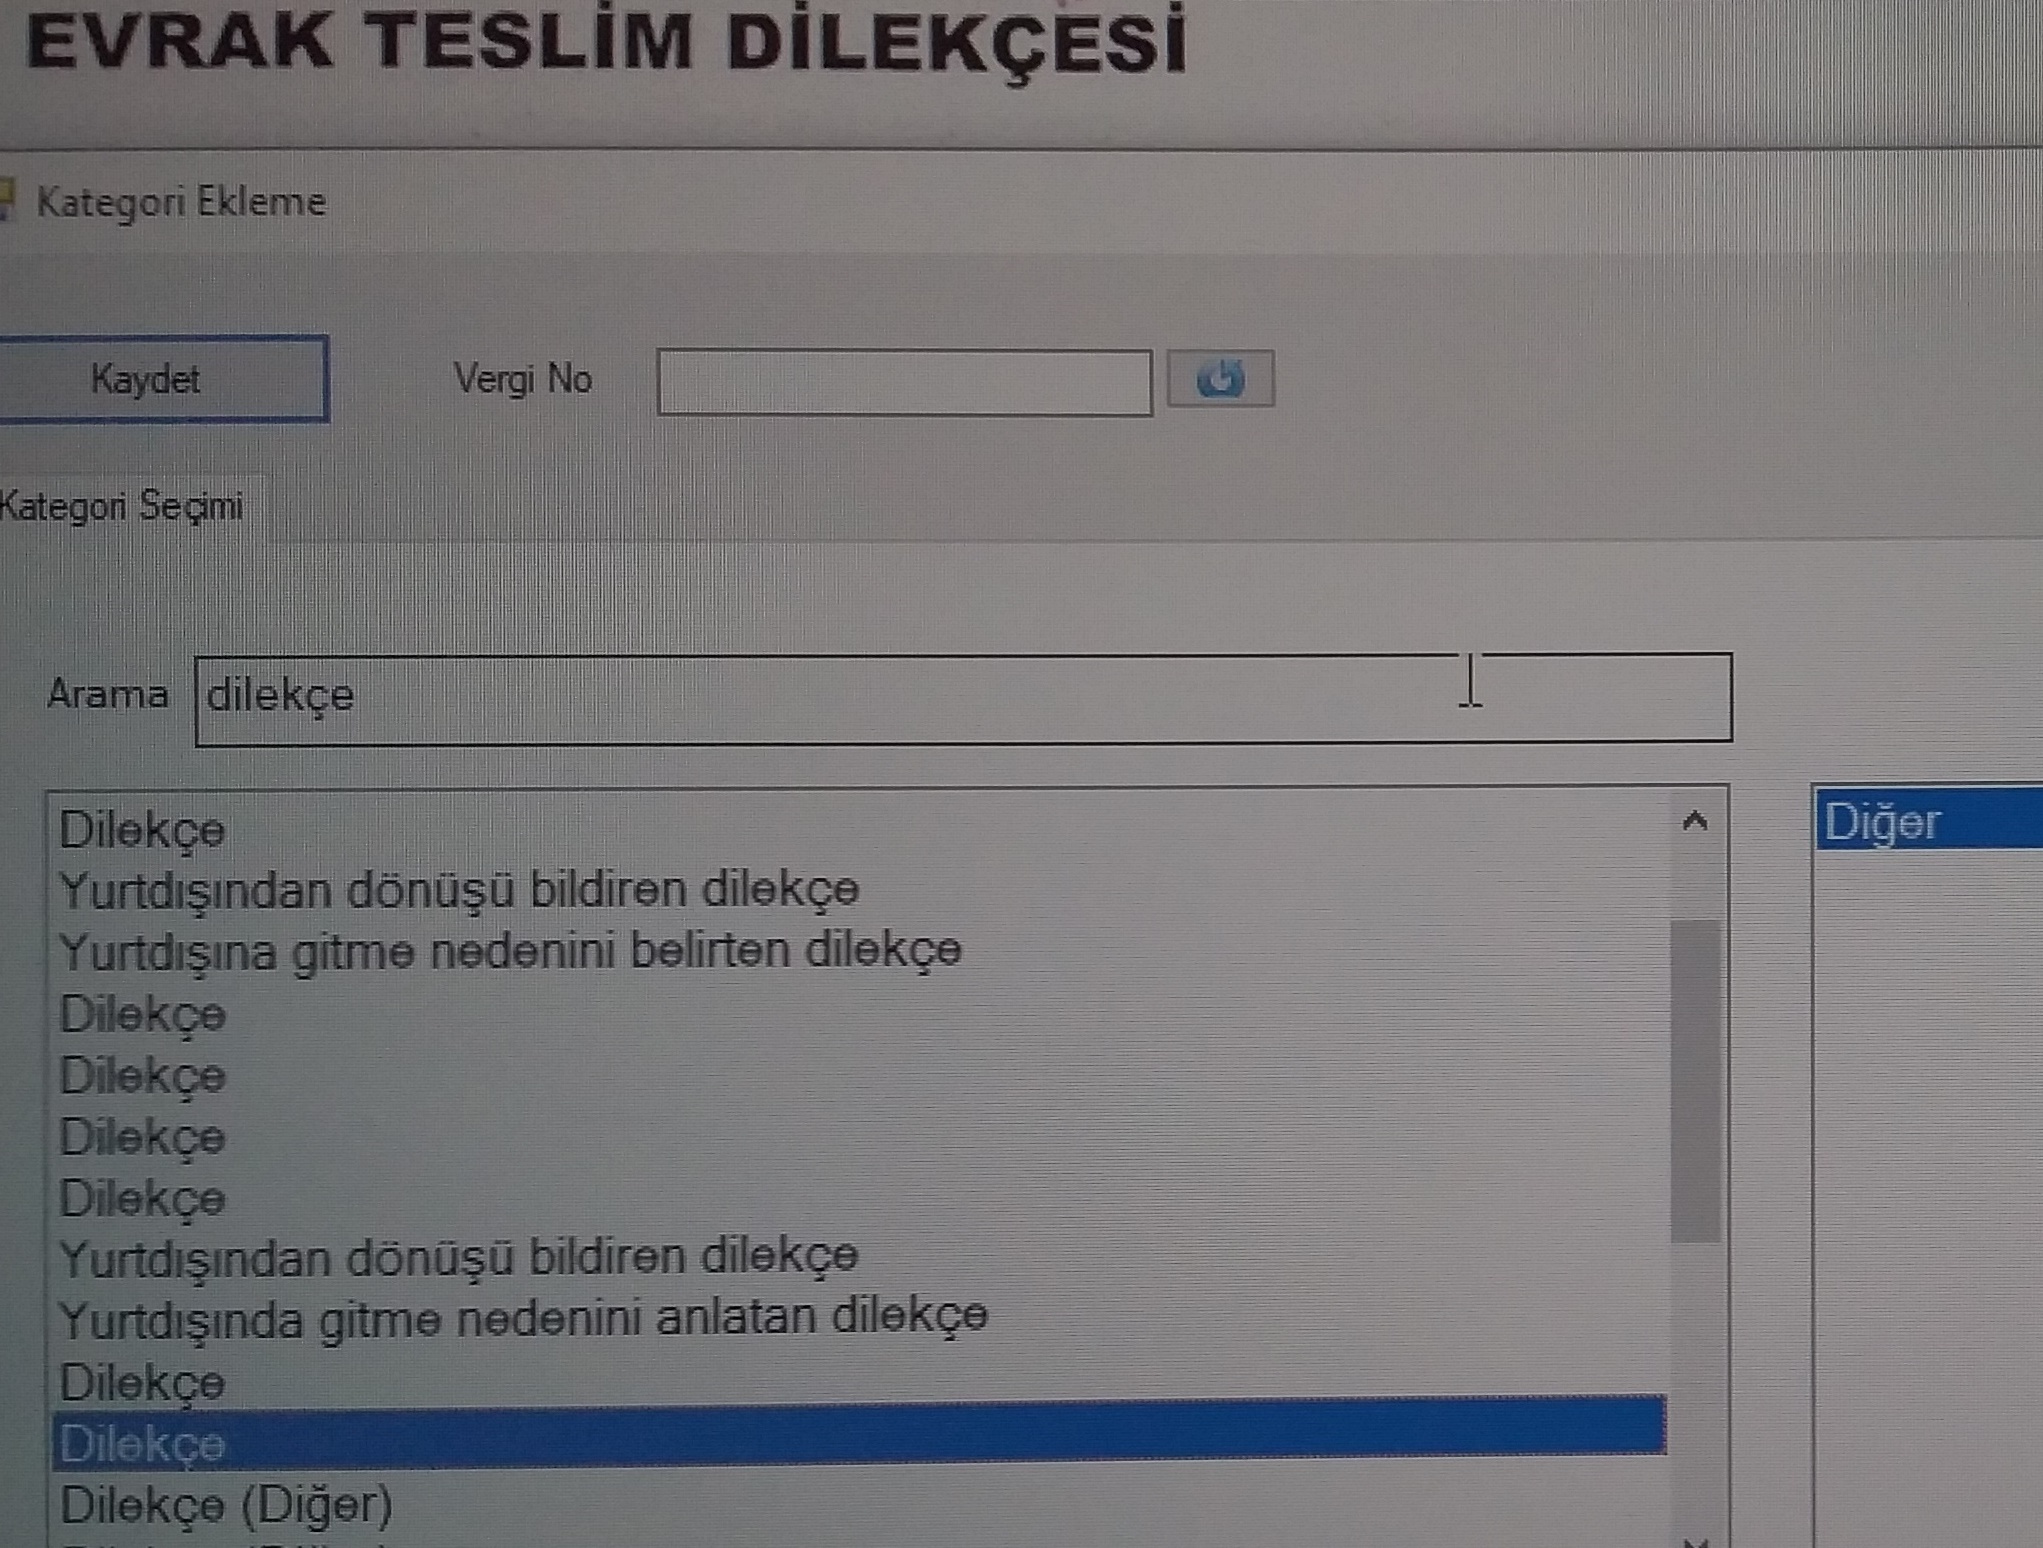 EVRAK TESLİM DİLEKÇESİ
Kategori Ekleme
Kaydet
Vergi No
Kategori Seçimi
Arama
dilekçe
Dilekçe
Diğer
Yurtdışından dönüşü bildiren dilekçe
Yurtdışına gitme nedenini belirten dilekçe
Dilekçe
Dilekçe
Dilekçe
Dilekçe
Yurtdışından dönüşü bildiren dilekçe
Yurtdışında gitme nedenini anlatan dilekçe
Dilekçe
Dilekçe
Dilekçe (Diğer)